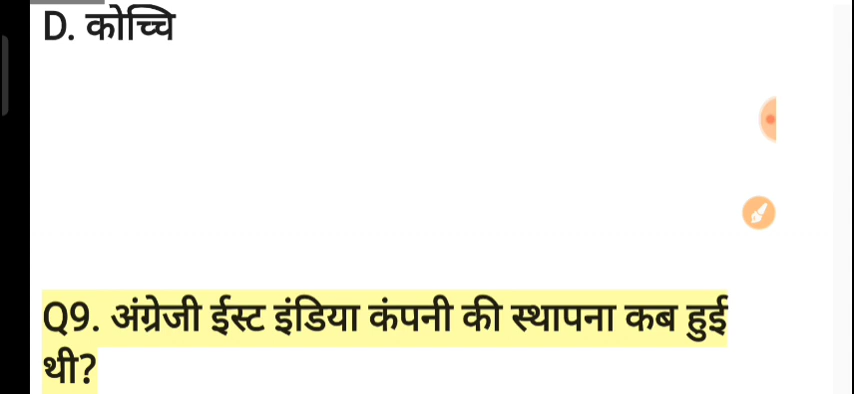 D. कोच्चि
Q9. अंग्रेजी ईस्ट इंडिया कंपनी की स्थापना कब हुई
थी?